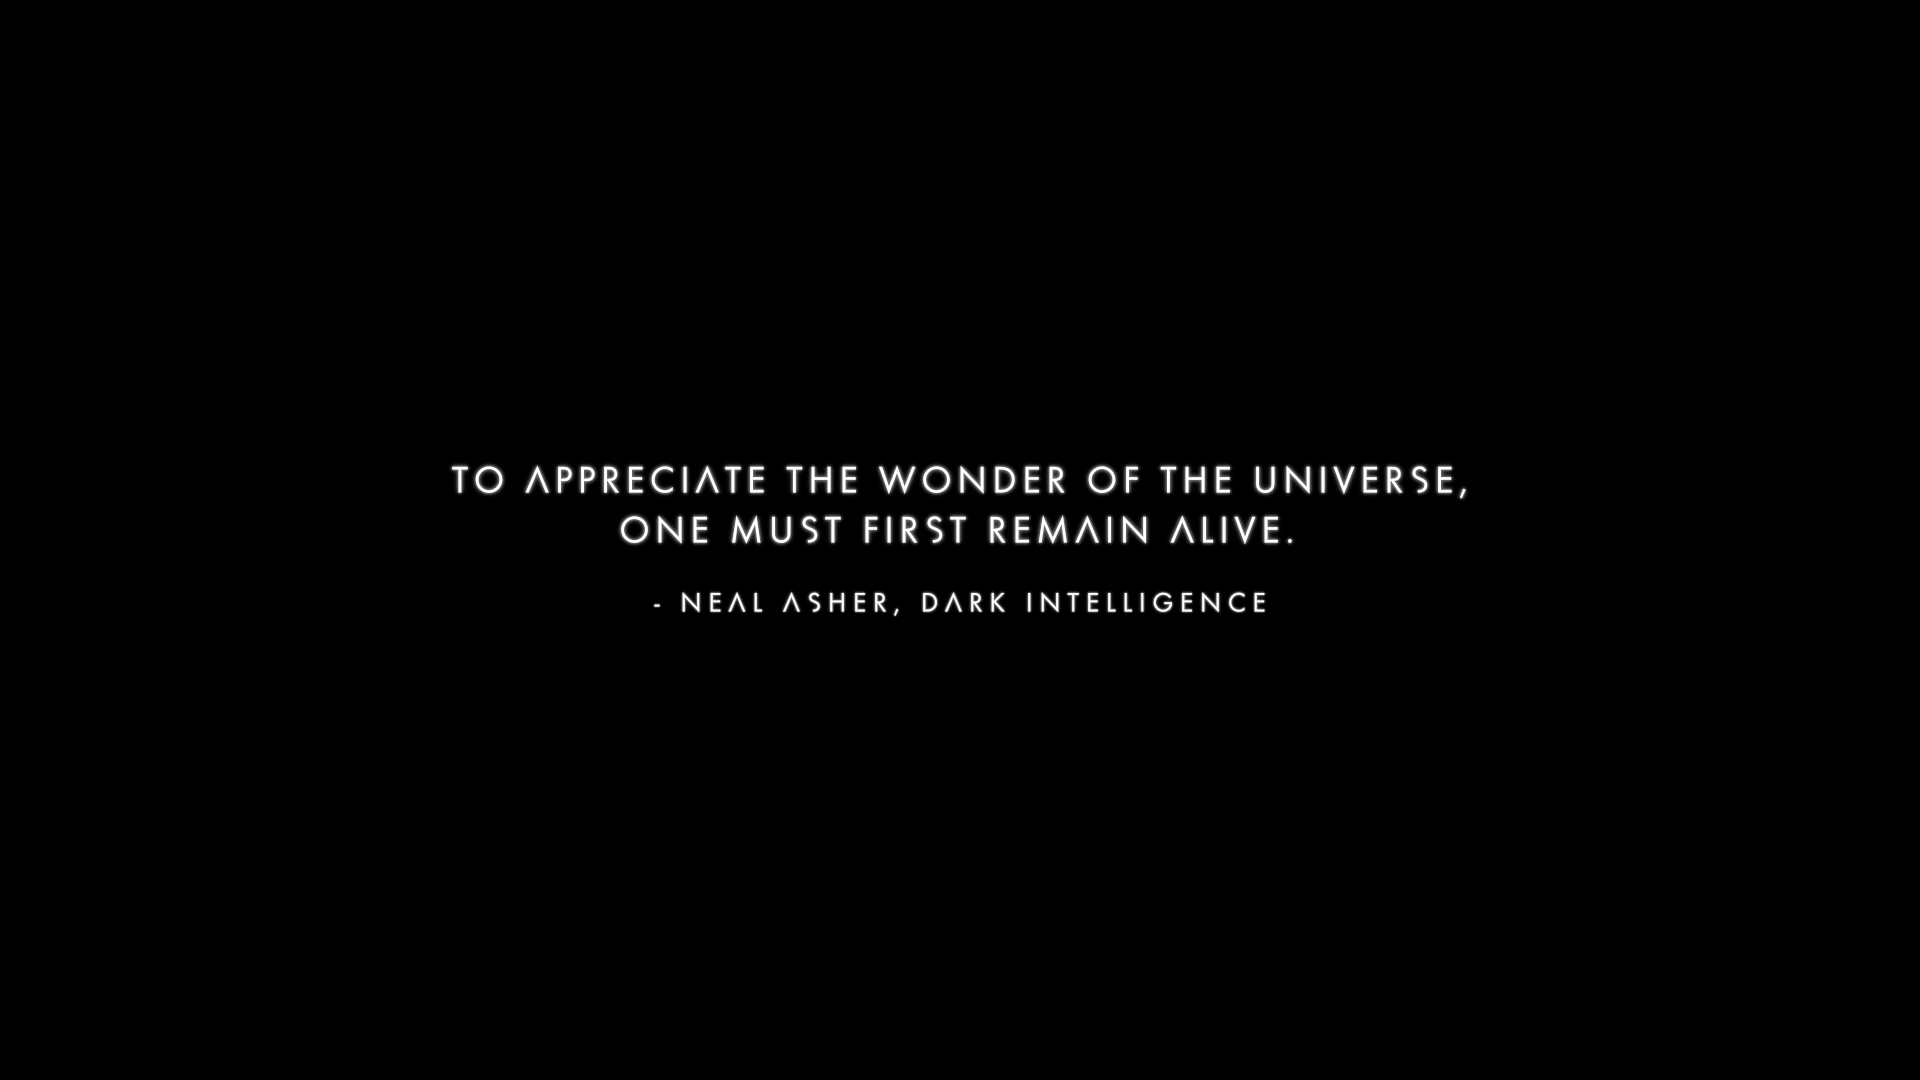 TO APPRECIATE THE WONDER OF THE UNIVERSE,
ONE MUST FIRST REMAIN ALIVE.
- NEAL ASHER, DARK INTELLIGENCE